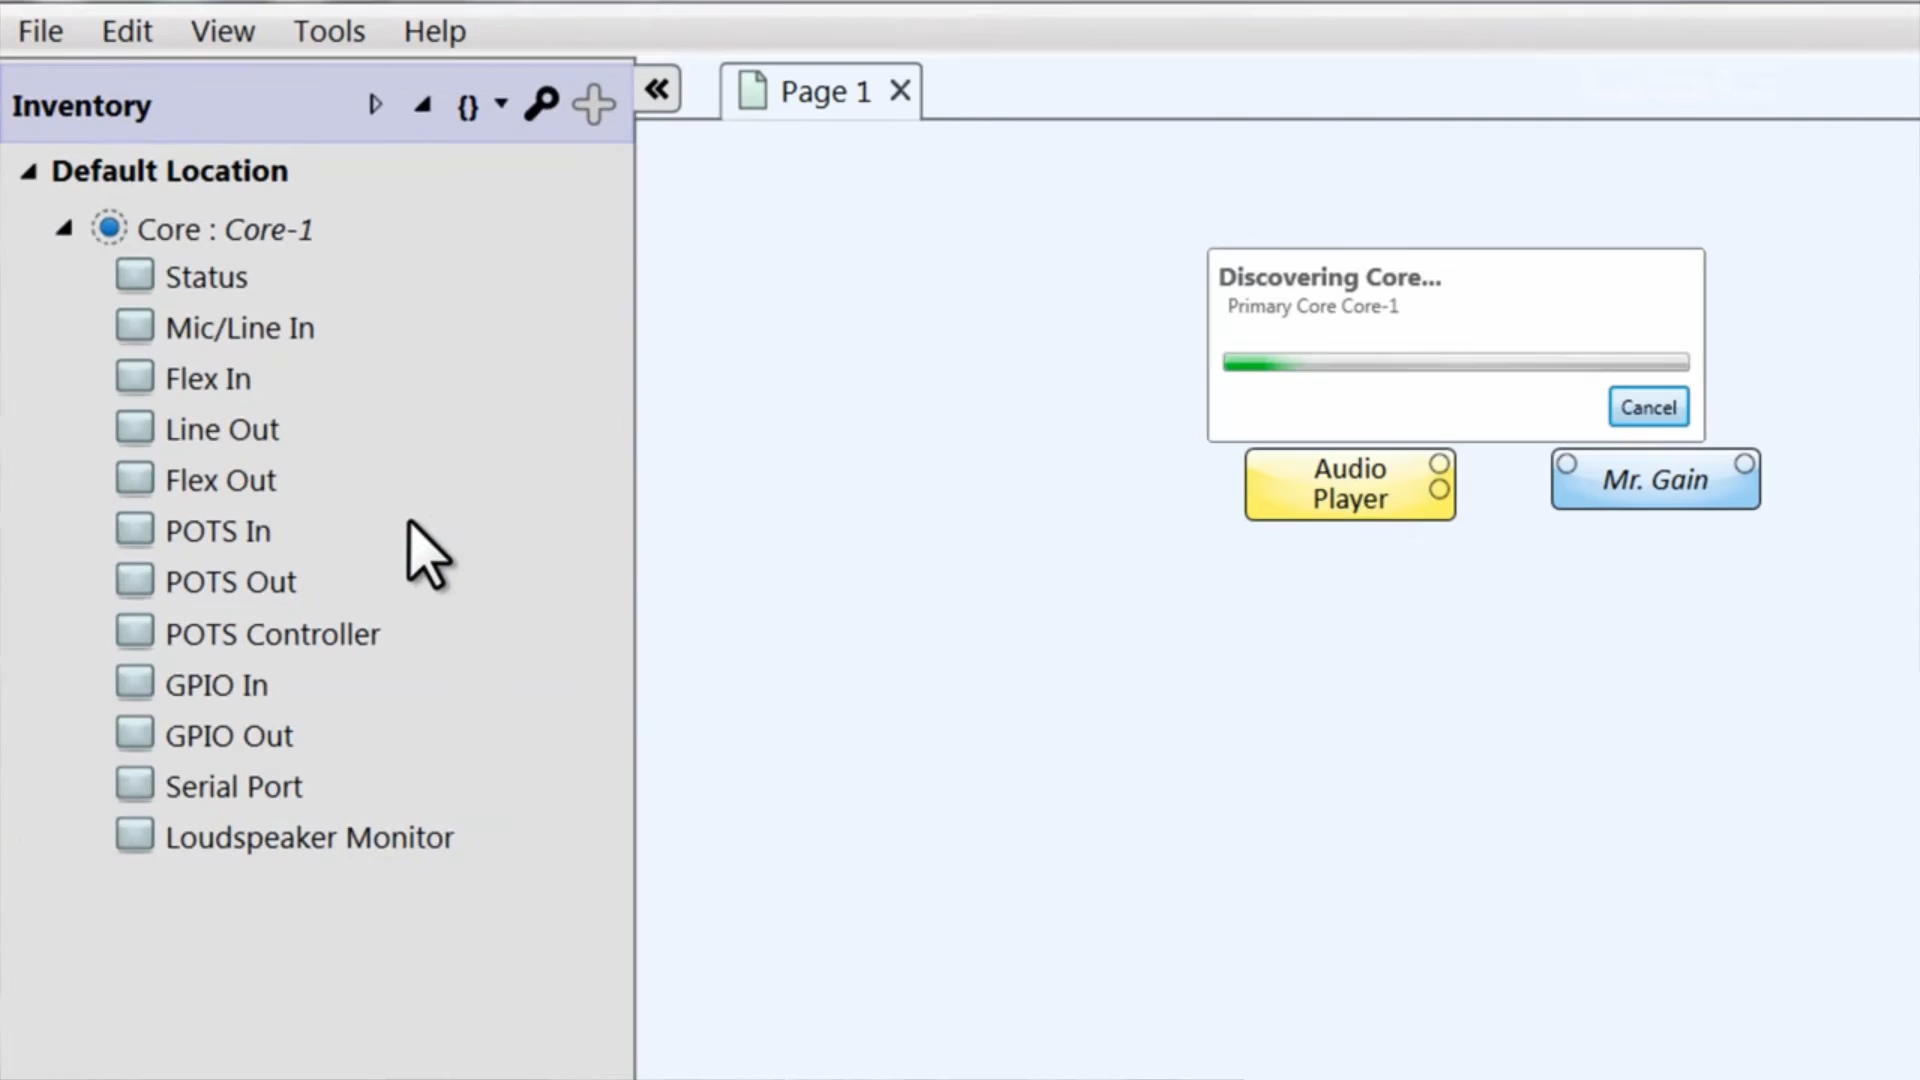 File Edit View Tools Help
Inventory {}
Page 1
Default Location
Core : Core-1
Status
Mic/Line In
Flex In
Line Out
Flex Out
POTS In
POTS Out
POTS Controller
GPIO In
GPIO Out
Serial Port
Loudspeaker Monitor
Discovering Core...
Primary Core Core-1
Cancel
Audio
Player
Mr. Gain